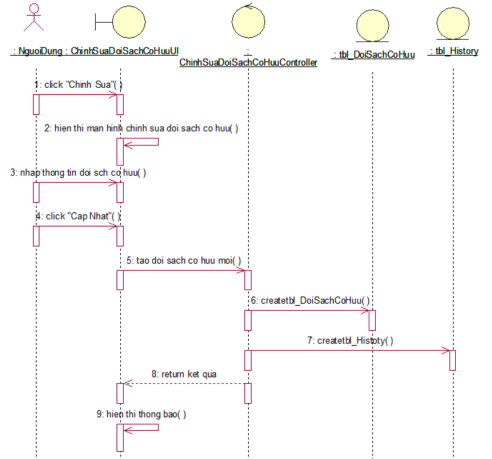 : NguoiDung
: ChinhSuaDoiSachCoHuuUI
:
ChinhSuaDoiSachCoHuuController
: tbl_DoiSachCoHuu
: tbl_History
1: click "Chinh Sua"( )
2: hien thi man hinh chinh sua doi sach co huu( )
3: nhap thong tin doi sch co huu( )
4: click "Cap Nhat"( )
5: tao doi sach co huu moi( )
6: createtbl_DoiSachCoHuu( )
7: createtbl_Histoty( )
8: return ket qua
9: hien thi thong bao( )